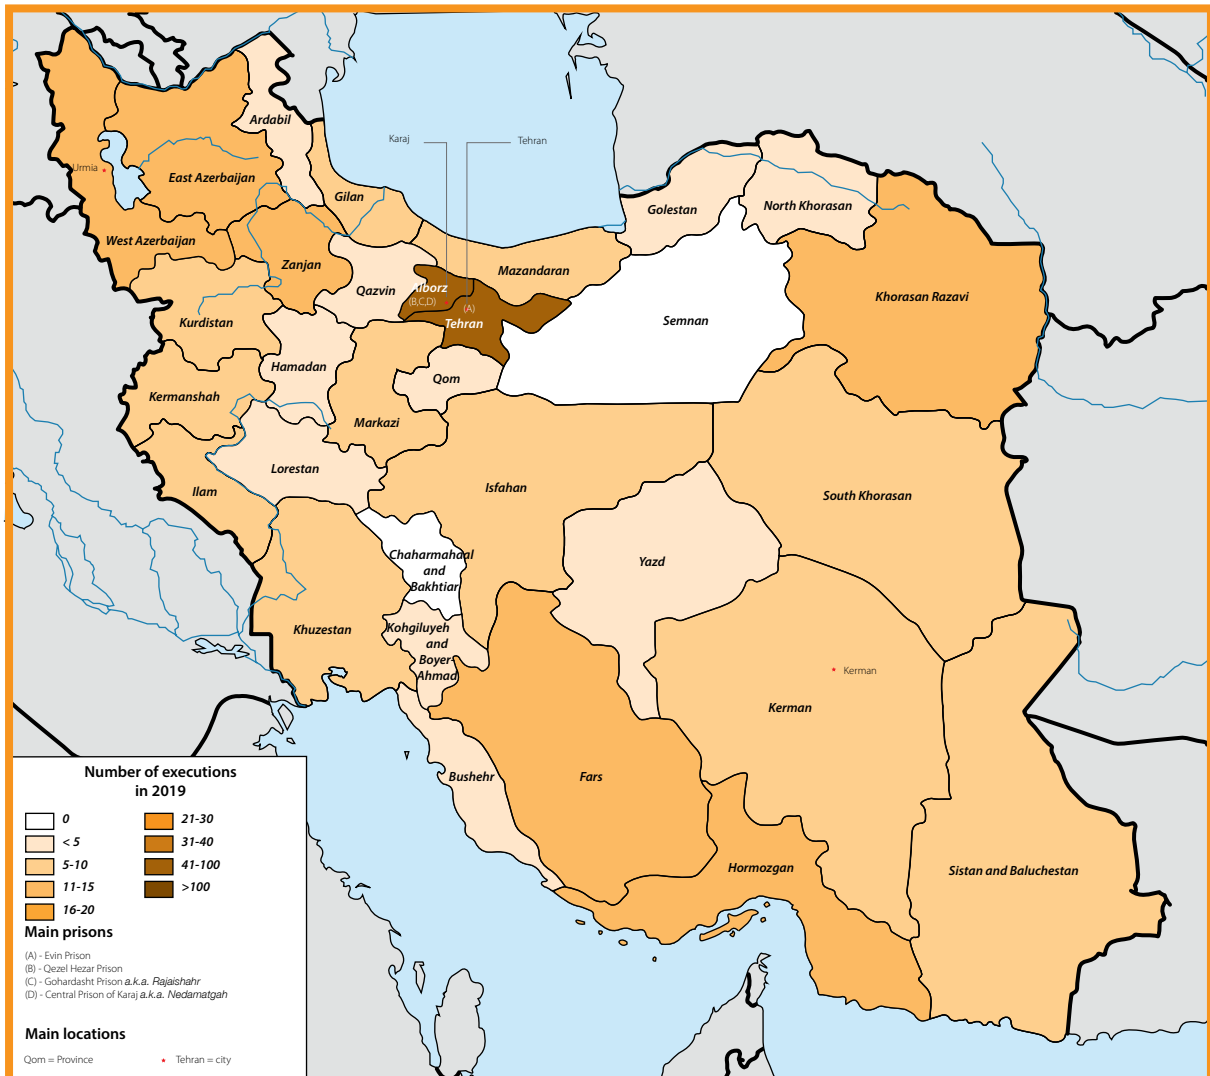 Ardabil
Karaj
Tehran
Urmia
East Azerbaijan
Gilan
Golestan
North Khorasan
West Azerbaijan
Zanjan
Mazandaran
Qazvin
Alborz
(B,C,D)
(A)
Khorasan Razavi
Kurdistan
Tehran
Semnan
Hamadan
Qom
Kermanshah
Markazi
Lorestan
Ilam
Isfahan
South Khorasan
Chaharmahaal
and
Bakhtiar
Yazd
Khuzestan
Kohgiluyeh
and
Boyer-
Ahmad
Kerman
Kerman
Bushehr
Fars
Hormozgan
Sistan and Baluchestan
Number of executions
in 2019
0
< 5
5-10
11-15
16-20
21-30
31-40
41-100
>100
Main prisons
(A) - Evin Prison
(B) - Qezel Hezar Prison
(C) - Gohardasht Prison a.k.a. Rajaishahr
(D) - Central Prison of Karaj a.k.a. Nedamatgah
Main locations
Qom = Province
Tehran = city